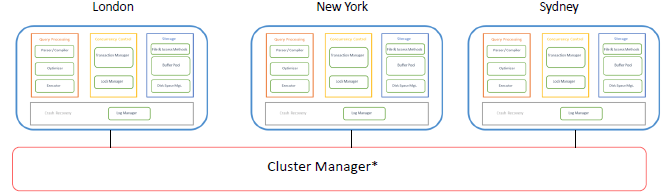 London
New York
Sydney
Query Processing
Concurrency Control
Storage
Parser/Compiler
Transaction Manager
File & Access Methods
Optimizer
Buffer Pool
Executor
Lock Manager
Disk Space Mgr.
Crash Recovery
Log Manager
Query Processing
Concurrency Control
Storage
Parser/Compiler
Transaction Manager
File & Access Methods
Optimizer
Buffer Pool
Executor
Lock Manager
Disk Space Mgr.
Crash Recovery
Log Manager
Query Processing
Concurrency Control
Storage
Parser/Compiler
Transaction Manager
File & Access Methods
Optimizer
Buffer Pool
Executor
Lock Manager
Disk Space Mgr.
Crash Recovery
Log Manager
Cluster Manager*